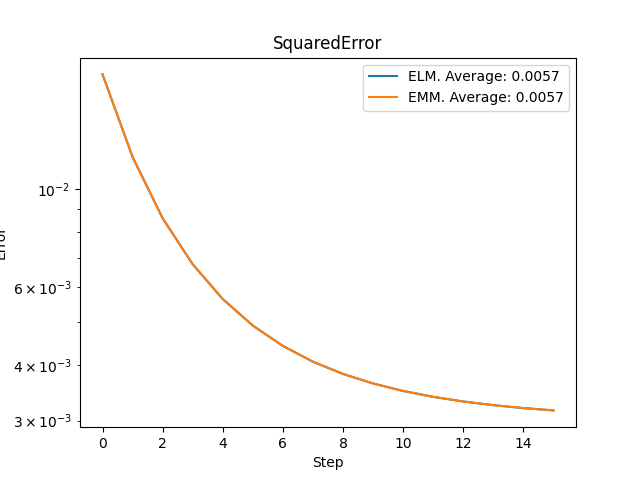 SquaredError
ELM. Average: 0.0057
EMM. Average: 0.0057
Error
10⁻²
6 × 10⁻³
4 × 10⁻³
3 × 10⁻³
0 2 4 6 8 10 12 14
Step